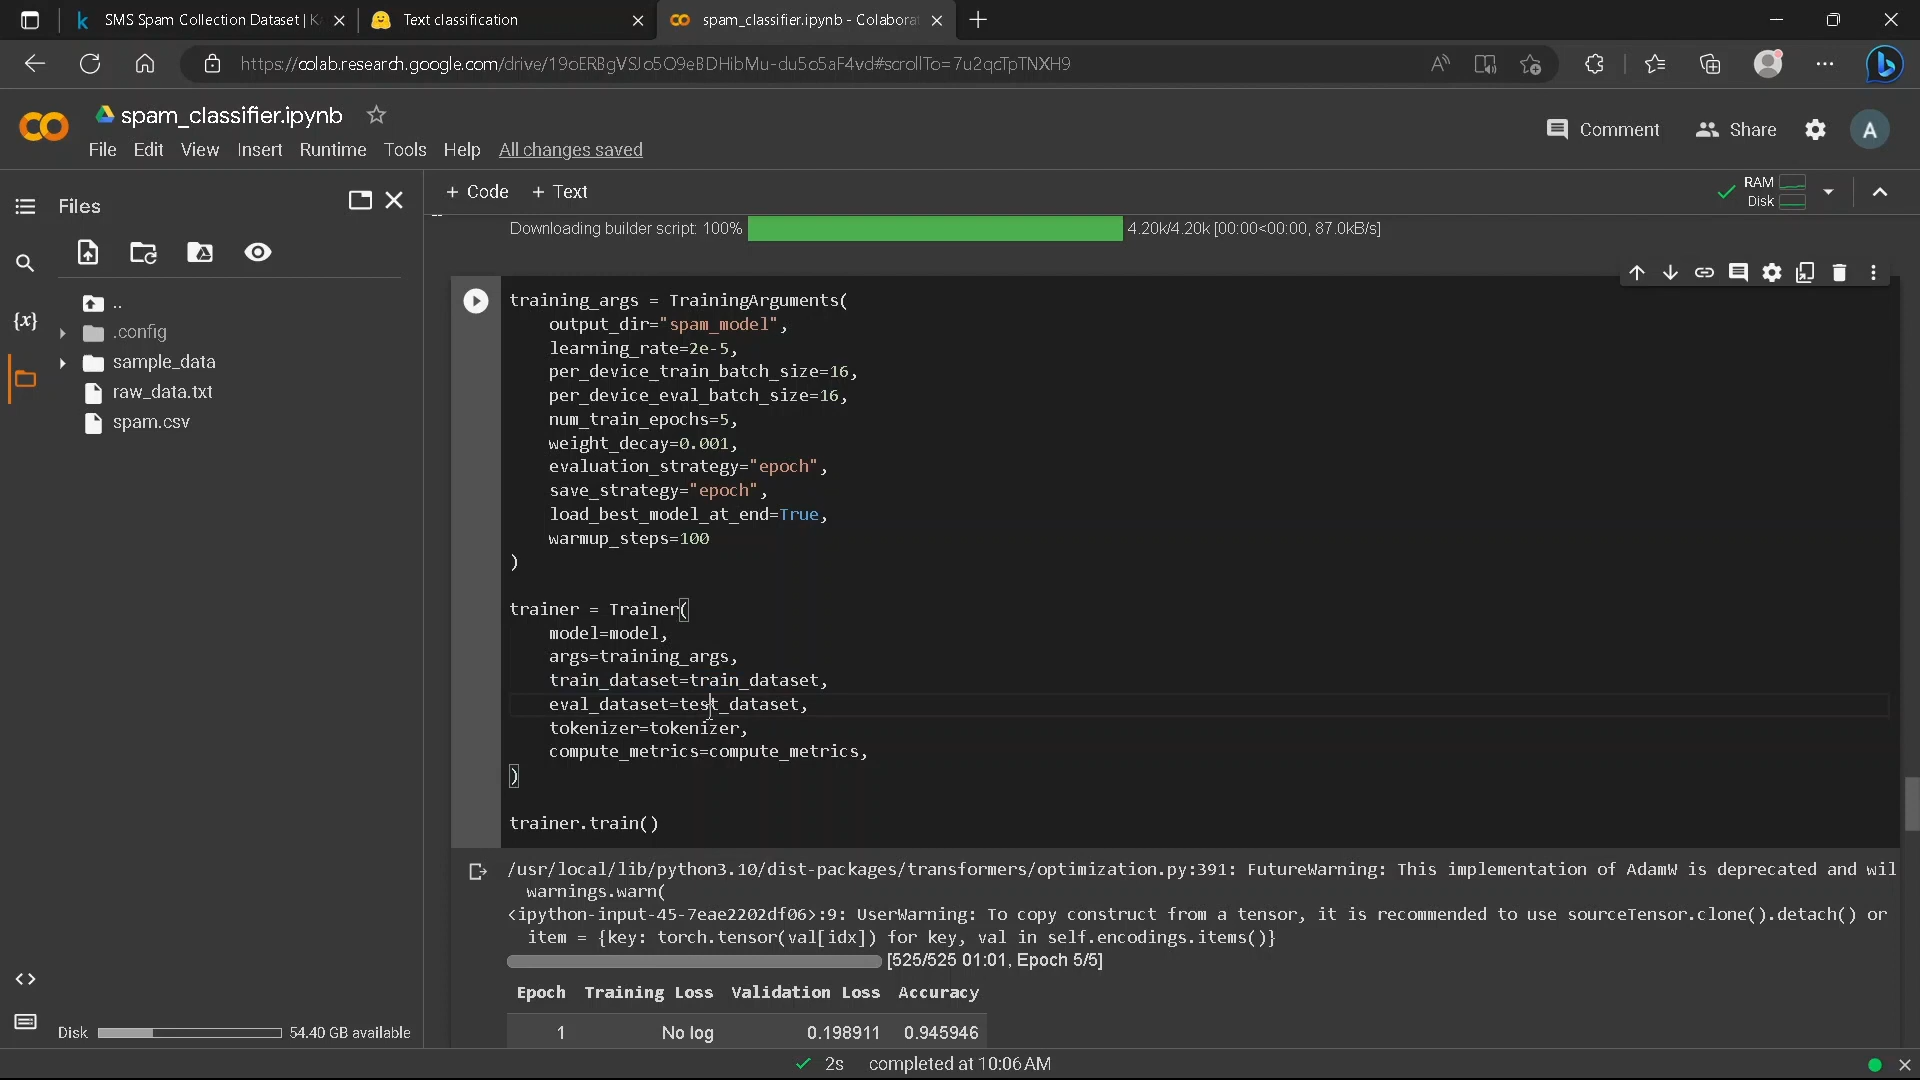 SMS Spam Collection Dataset | K
Text classification
spam_classifier.ipynb - Colabora
https://colab.research.google.com/drive/19oERBgVSJo5O9eBDHibMu-du5o5aF4vd#scrollTo=7u2qcTpTNXH9
spam_classifier.ipynb
Comment
Share
A
File Edit View Insert Runtime Tools Help All changes saved
Files
+ Code + Text
RAM
Disk
Downloading builder script: 100% 4.20k/4.20k [00:00<00:00, 87.0kB/s]
..
.config
sample_data
raw_data.txt
spam.csv
training_args = TrainingArguments(
output_dir="spam_model",
learning_rate=2e-5,
per_device_train_batch_size=16,
per_device_eval_batch_size=16,
num_train_epochs=5,
weight_decay=0.001,
evaluation_strategy="epoch",
save_strategy="epoch",
load_best_model_at_end=True,
warmup_steps=100
)
trainer = Trainer(
model=model,
args=training_args,
train_dataset=train_dataset,
eval_dataset=test_dataset,
tokenizer=tokenizer,
compute_metrics=compute_metrics,
)
trainer.train()
/usr/local/lib/python3.10/dist-packages/transformers/optimization.py:391: FutureWarning: This implementation of AdamW is deprecated and wil
warnings.warn(
<ipython-input-45-7eae2202df06>:9: UserWarning: To copy construct from a tensor, it is recommended to use sourceTensor.clone().detach() or
item = {key: torch.tensor(val[idx]) for key, val in self.encodings.items()}
[525/525 01:01, Epoch 5/5]
Epoch Training Loss Validation Loss Accuracy
1 No log 0.198911 0.945946
Disk 54.40 GB available
2s completed at 10:06 AM